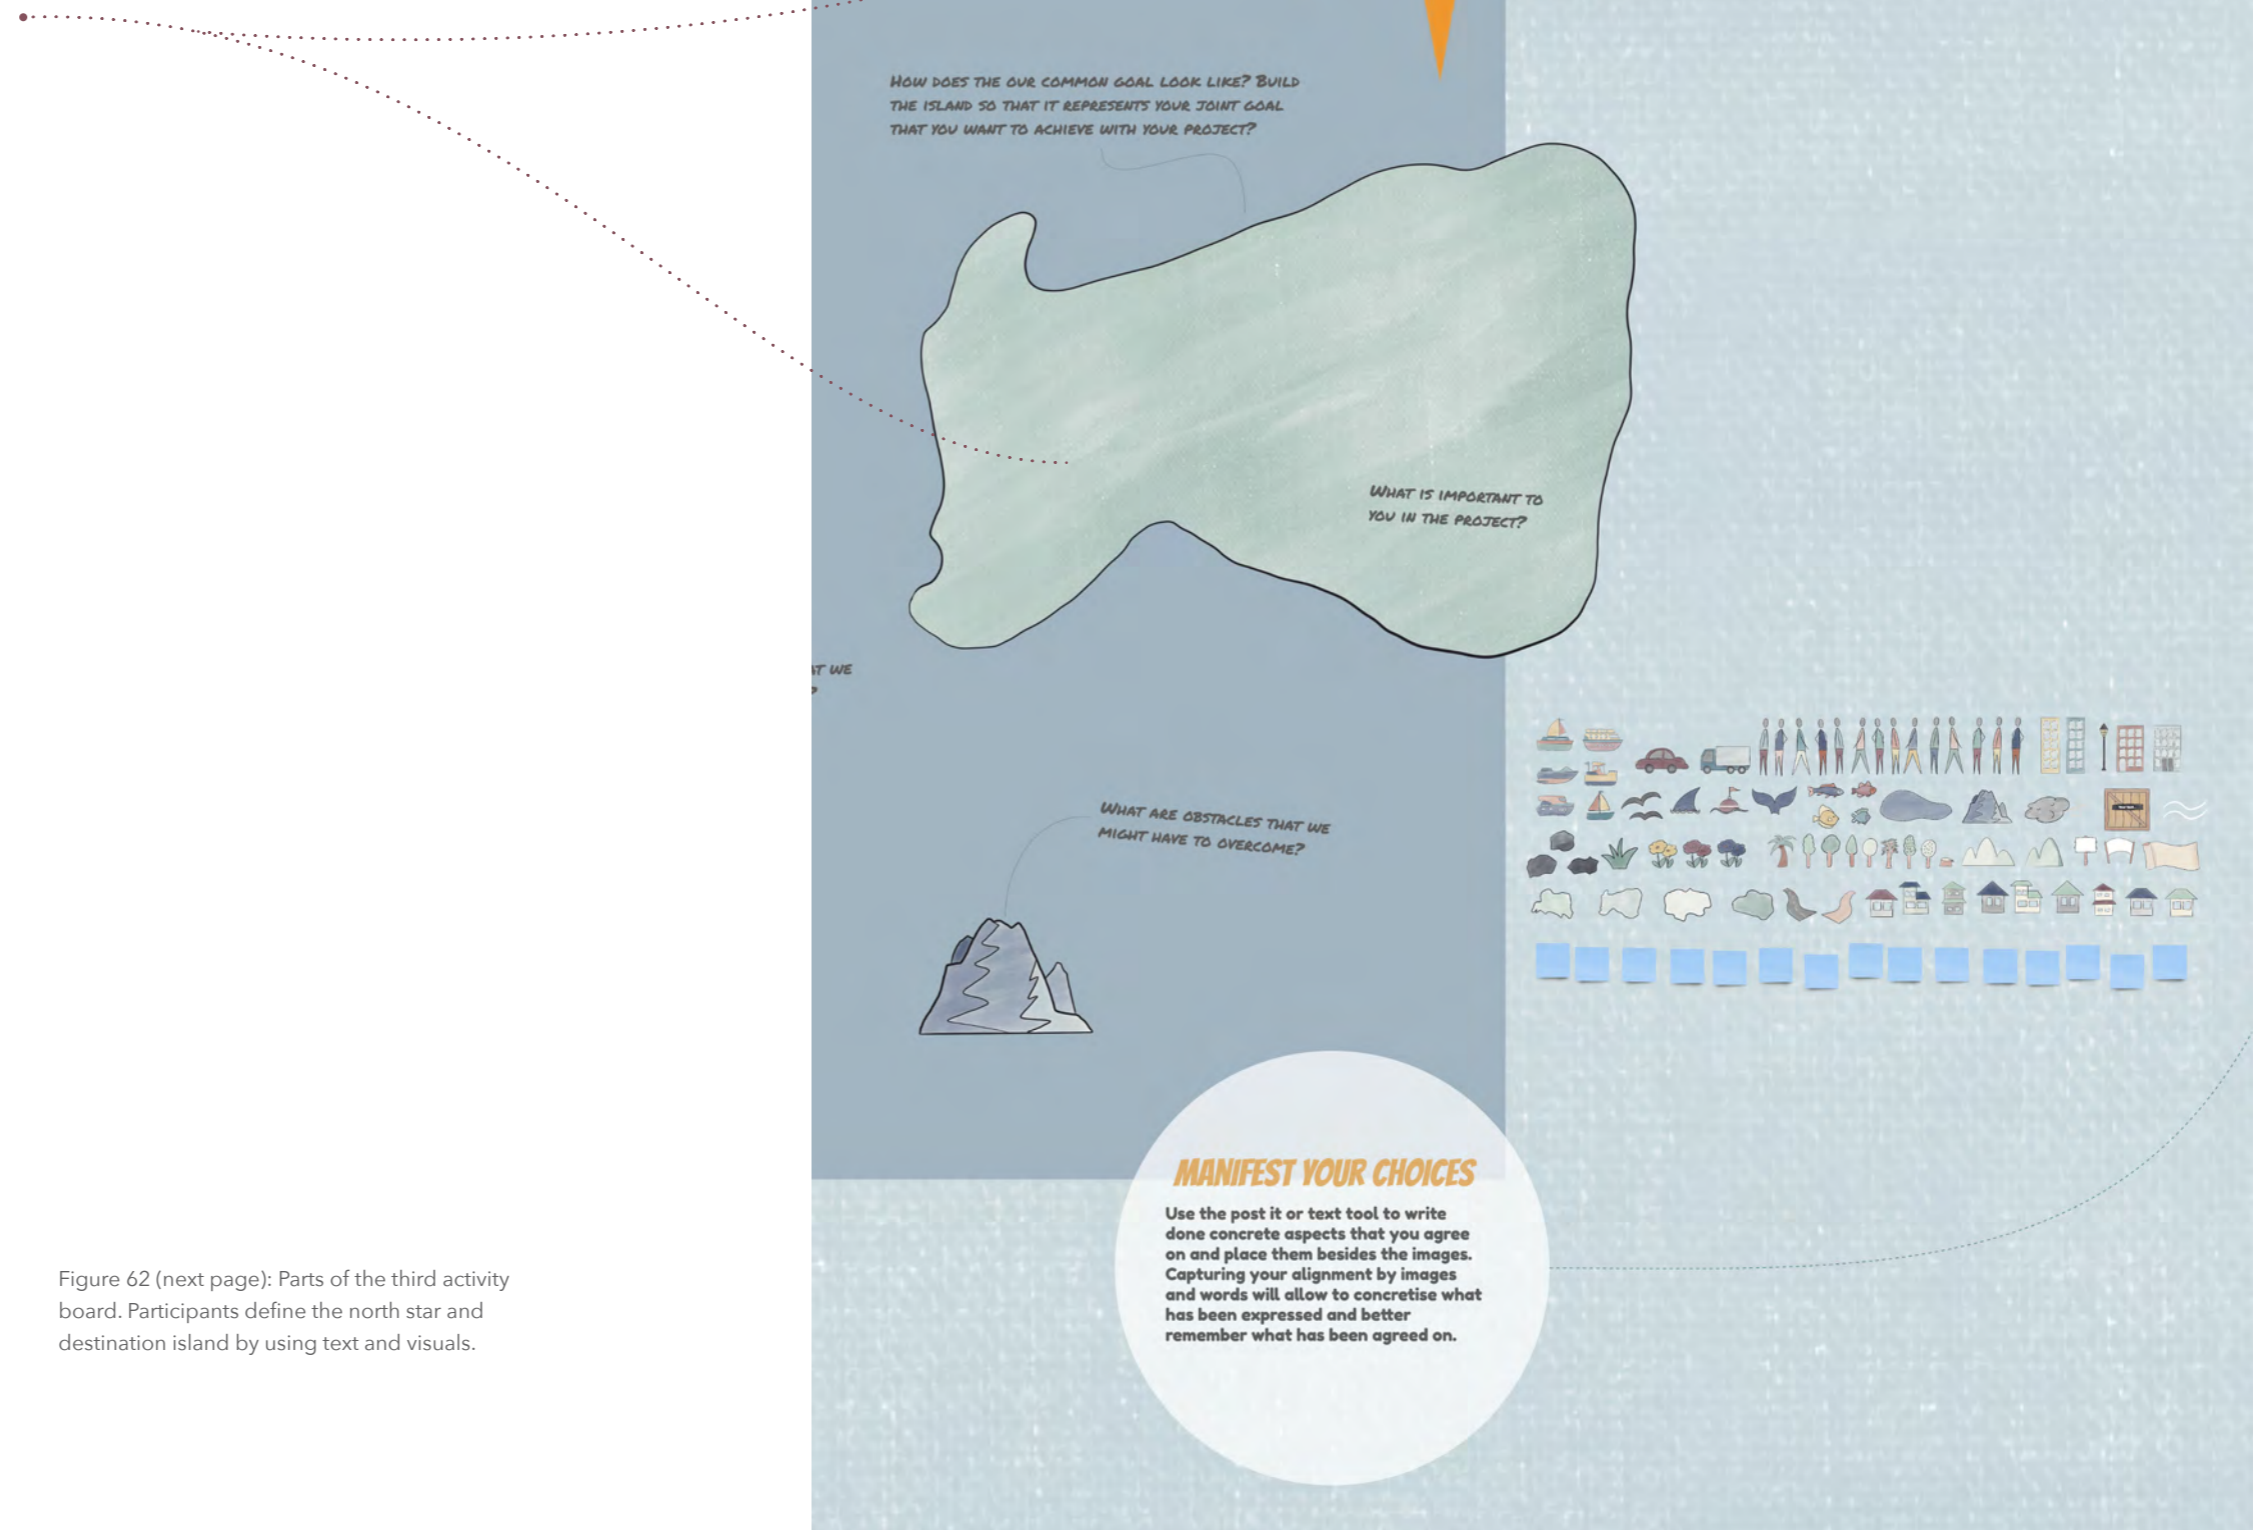 How does the our common goal look like? Build
the island so that it represents your joint goal
that you want to achieve with your project?
What is important to
you in the project?
AT WE
?
What are obstacles that we
might have to overcome?
MANIFEST YOUR CHOICES
Use the post it or text tool to write
done concrete aspects that you agree
on and place them besides the images.
Capturing your alignment by images
and words will allow to concretise what
has been expressed and better
remember what has been agreed on.
Figure 62 (next page): Parts of the third activity
board. Participants define the north star and
destination island by using text and visuals.